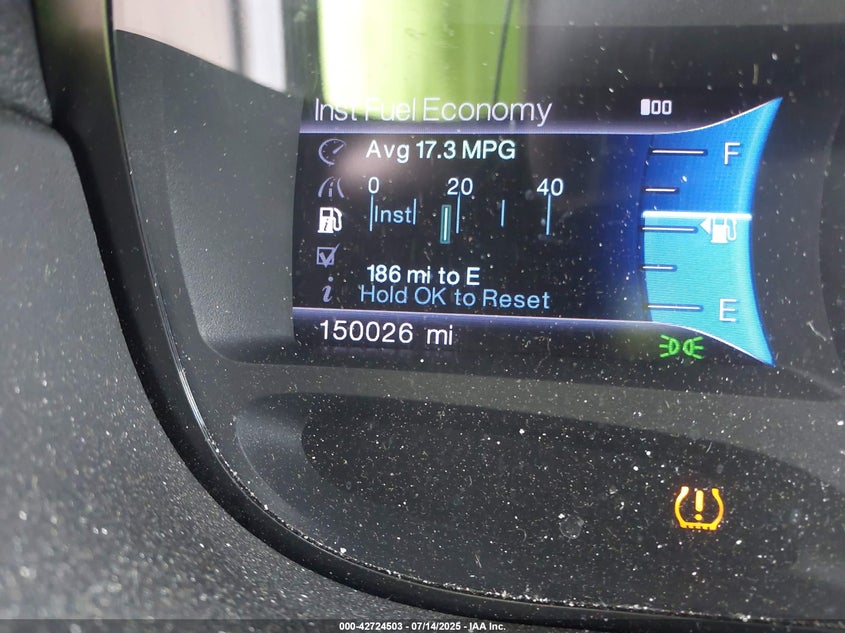 Inst Fuel Economy
Avg 17.3 MPG
0 20 40
Inst
F
186 mi to E
Hold OK to Reset
E
150026 mi
000-42724503 - 07/14/2025 - IAA Inc.